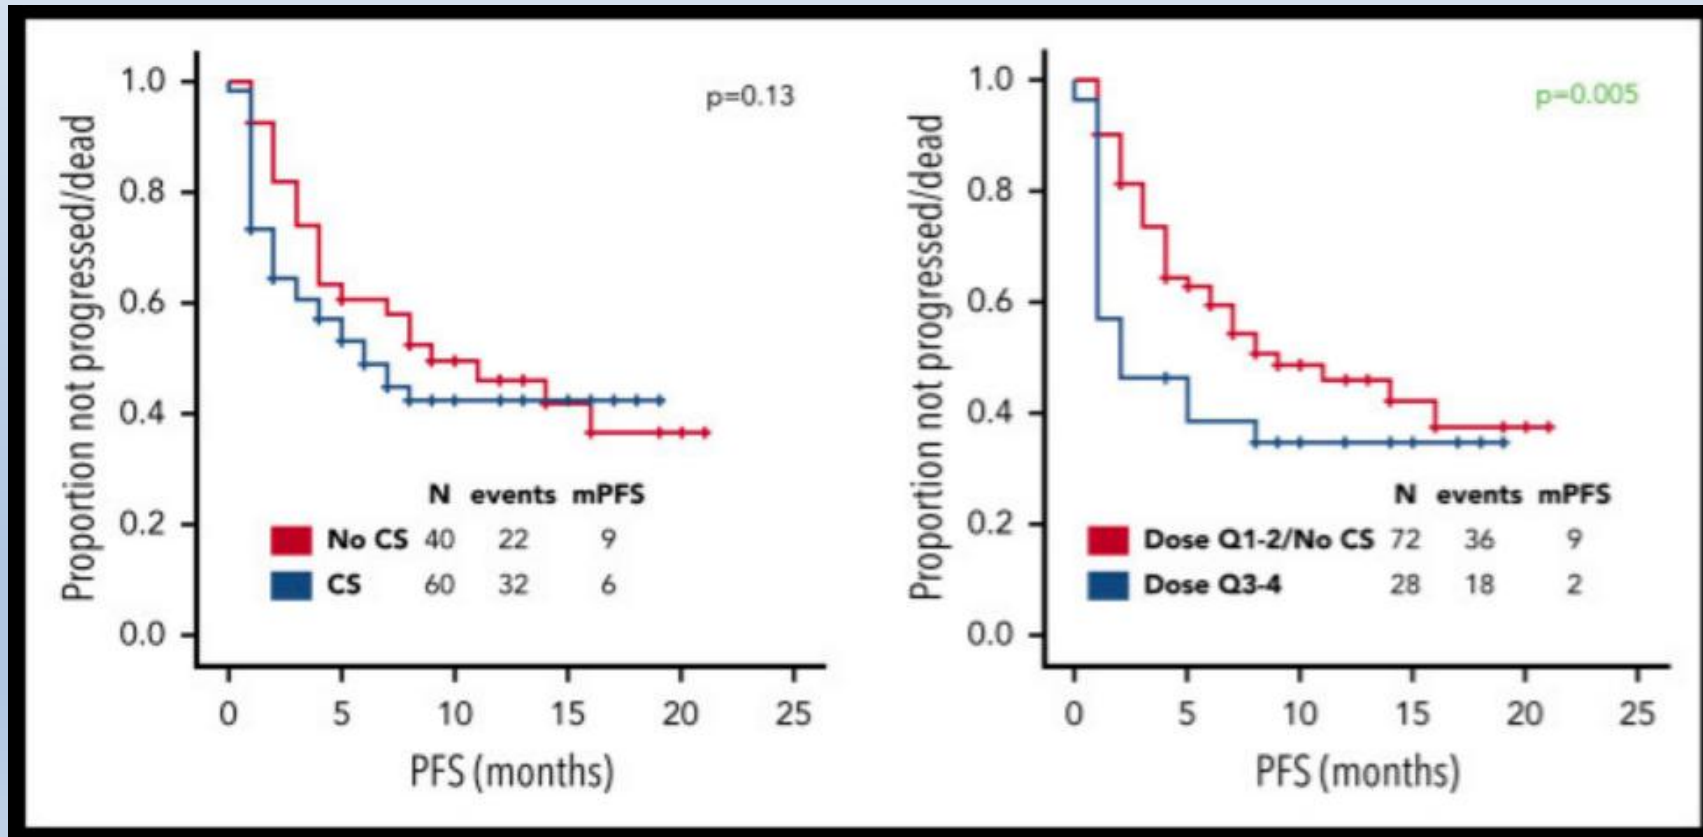 Proportion not progressed/dead
1.0
0.8
0.6
0.4
0.2
0.0
p=0.13
N events mPFS
No CS 40 22 9
CS 60 32 6
0 5 10 15 20 25
PFS (months)
Proportion not progressed/dead
1.0
0.8
0.6
0.4
0.2
0.0
p=0.005
N events mPFS
Dose Q1-2/No CS 72 36 9
Dose Q3-4 28 18 2
0 5 10 15 20 25
PFS (months)